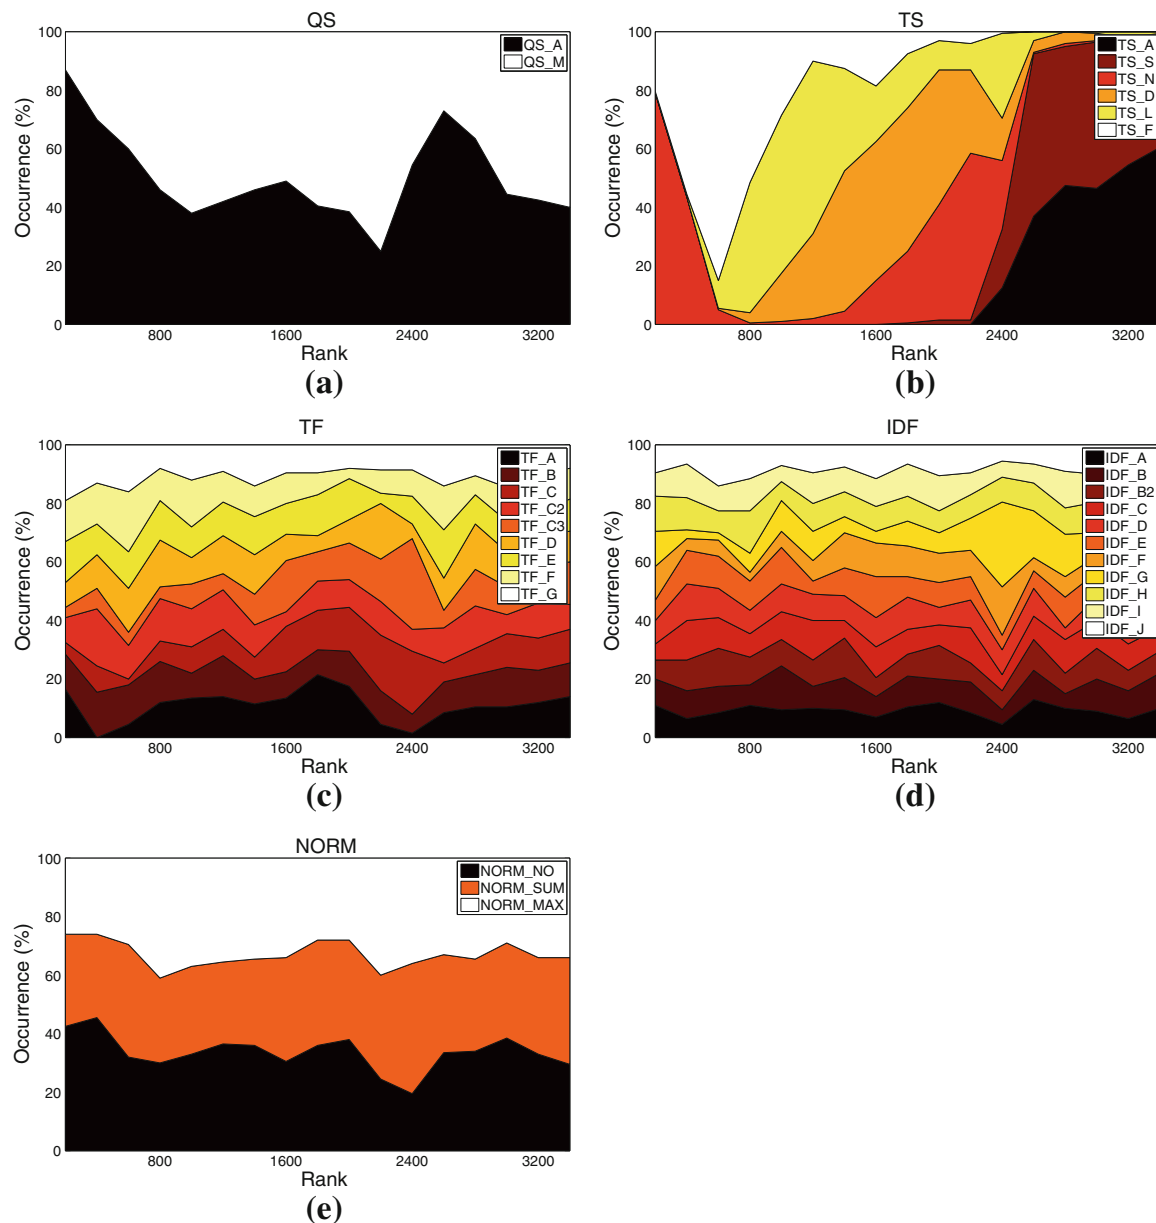 QS
100
80
60
40
20
0
Occurrence (%)
QS_A
QS_M
800
1600
2400
3200
Rank
(a)
TS
100
80
60
40
20
0
Occurrence (%)
TS_A
TS_S
TS_N
TS_D
TS_L
TS_F
800
1600
2400
3200
Rank
(b)
TF
100
80
60
40
20
0
Occurrence (%)
TF_A
TF_B
TF_C
TF_C2
TF_C3
TF_D
TF_E
TF_F
TF_G
800
1600
2400
3200
Rank
(c)
IDF
100
80
60
40
20
0
Occurrence (%)
IDF_A
IDF_B
IDF_B2
IDF_C
IDF_D
IDF_E
IDF_F
IDF_G
IDF_H
IDF_I
IDF_J
800
1600
2400
3200
Rank
(d)
NORM
100
80
60
40
20
0
Occurrence (%)
NORM_NO
NORM_SUM
NORM_MAX
800
1600
2400
3200
Rank
(e)